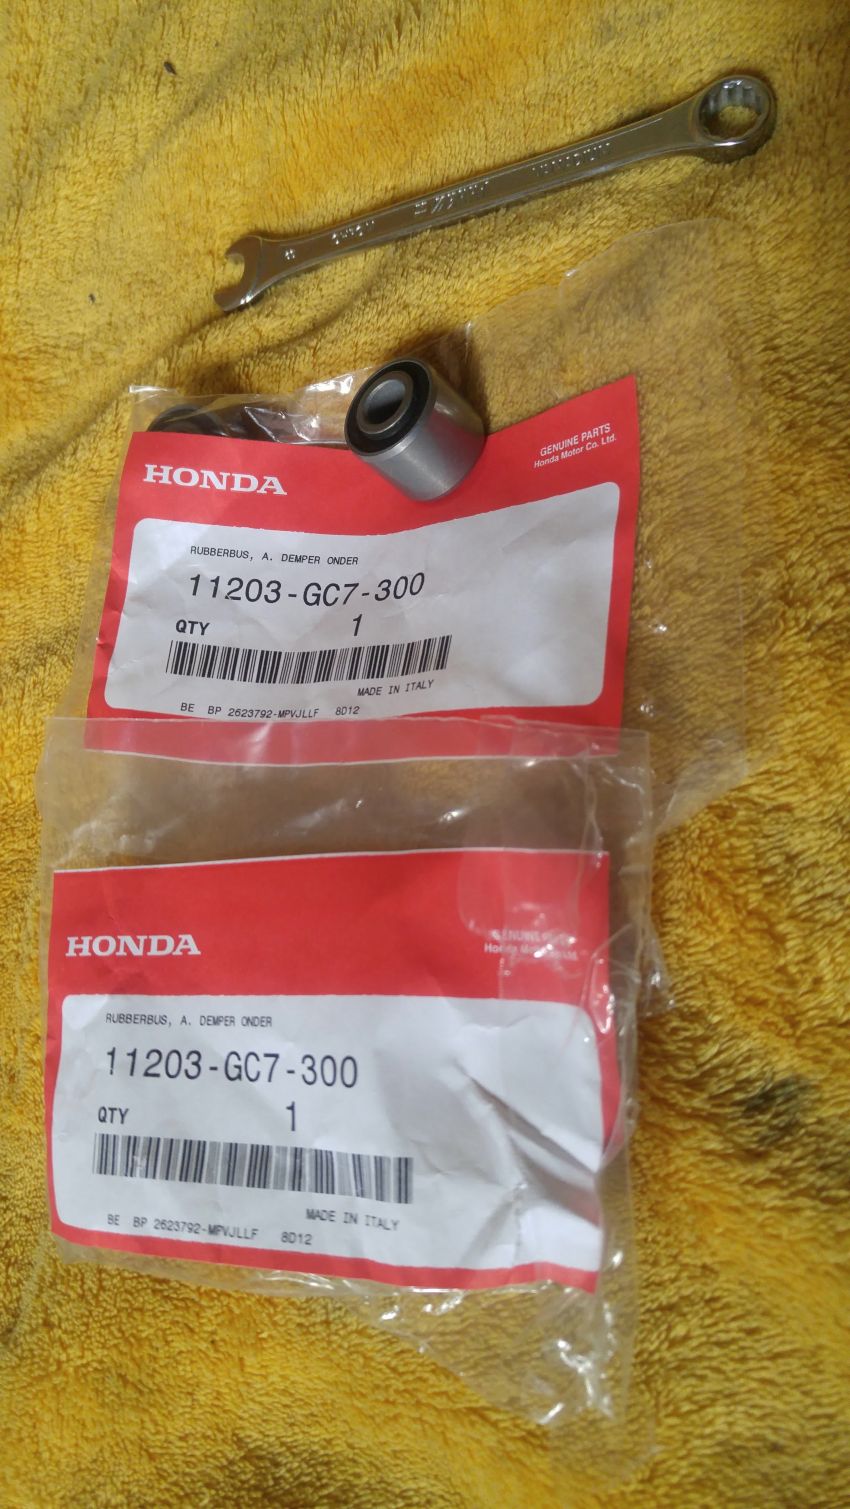 8
HONDA
GENUINE PARTS
Honda Motor Co. Ltd.
RUBBERBUS, A. DEMPER ONDER
11203-GC7-300
QTY 1
MADE IN ITALY
BE BP 2623792-MPVJLLF 8D12
HONDA
RUBBERBUS, A. DEMPER ONDER
11203-GC7-300
QTY 1
MADE IN ITALY
BE BP 2623792-MPVJLLF 8D12